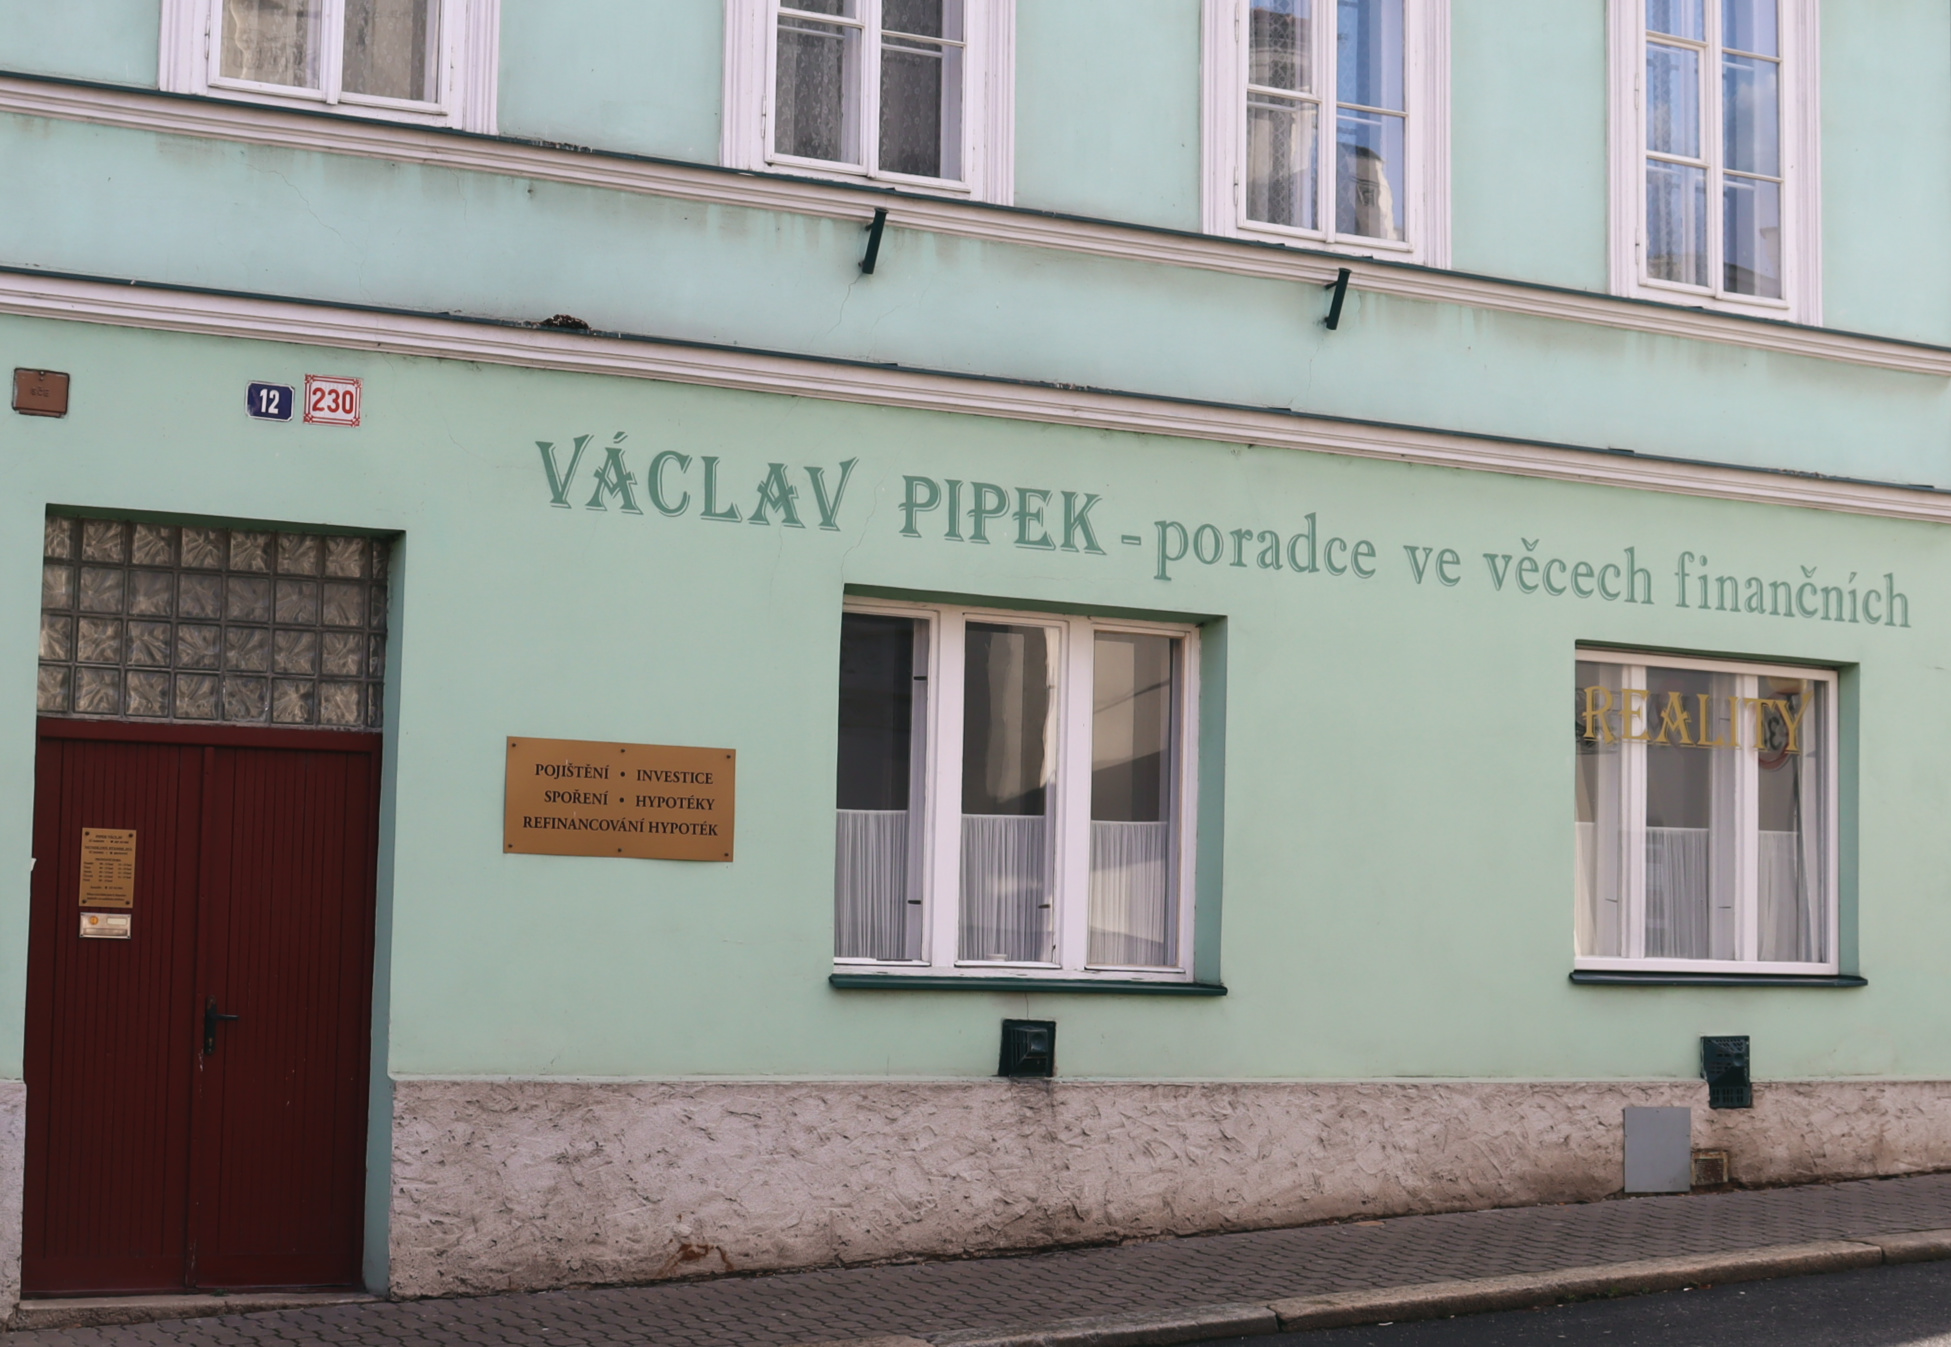 12
230
VÁCLAV PIPEK - poradce ve věcech finančních
REALITY
POJIŠTĚNÍ • INVESTICE
SPOŘENÍ • HYPOTÉKY
REFINANCOVÁNÍ HYPOTÉK